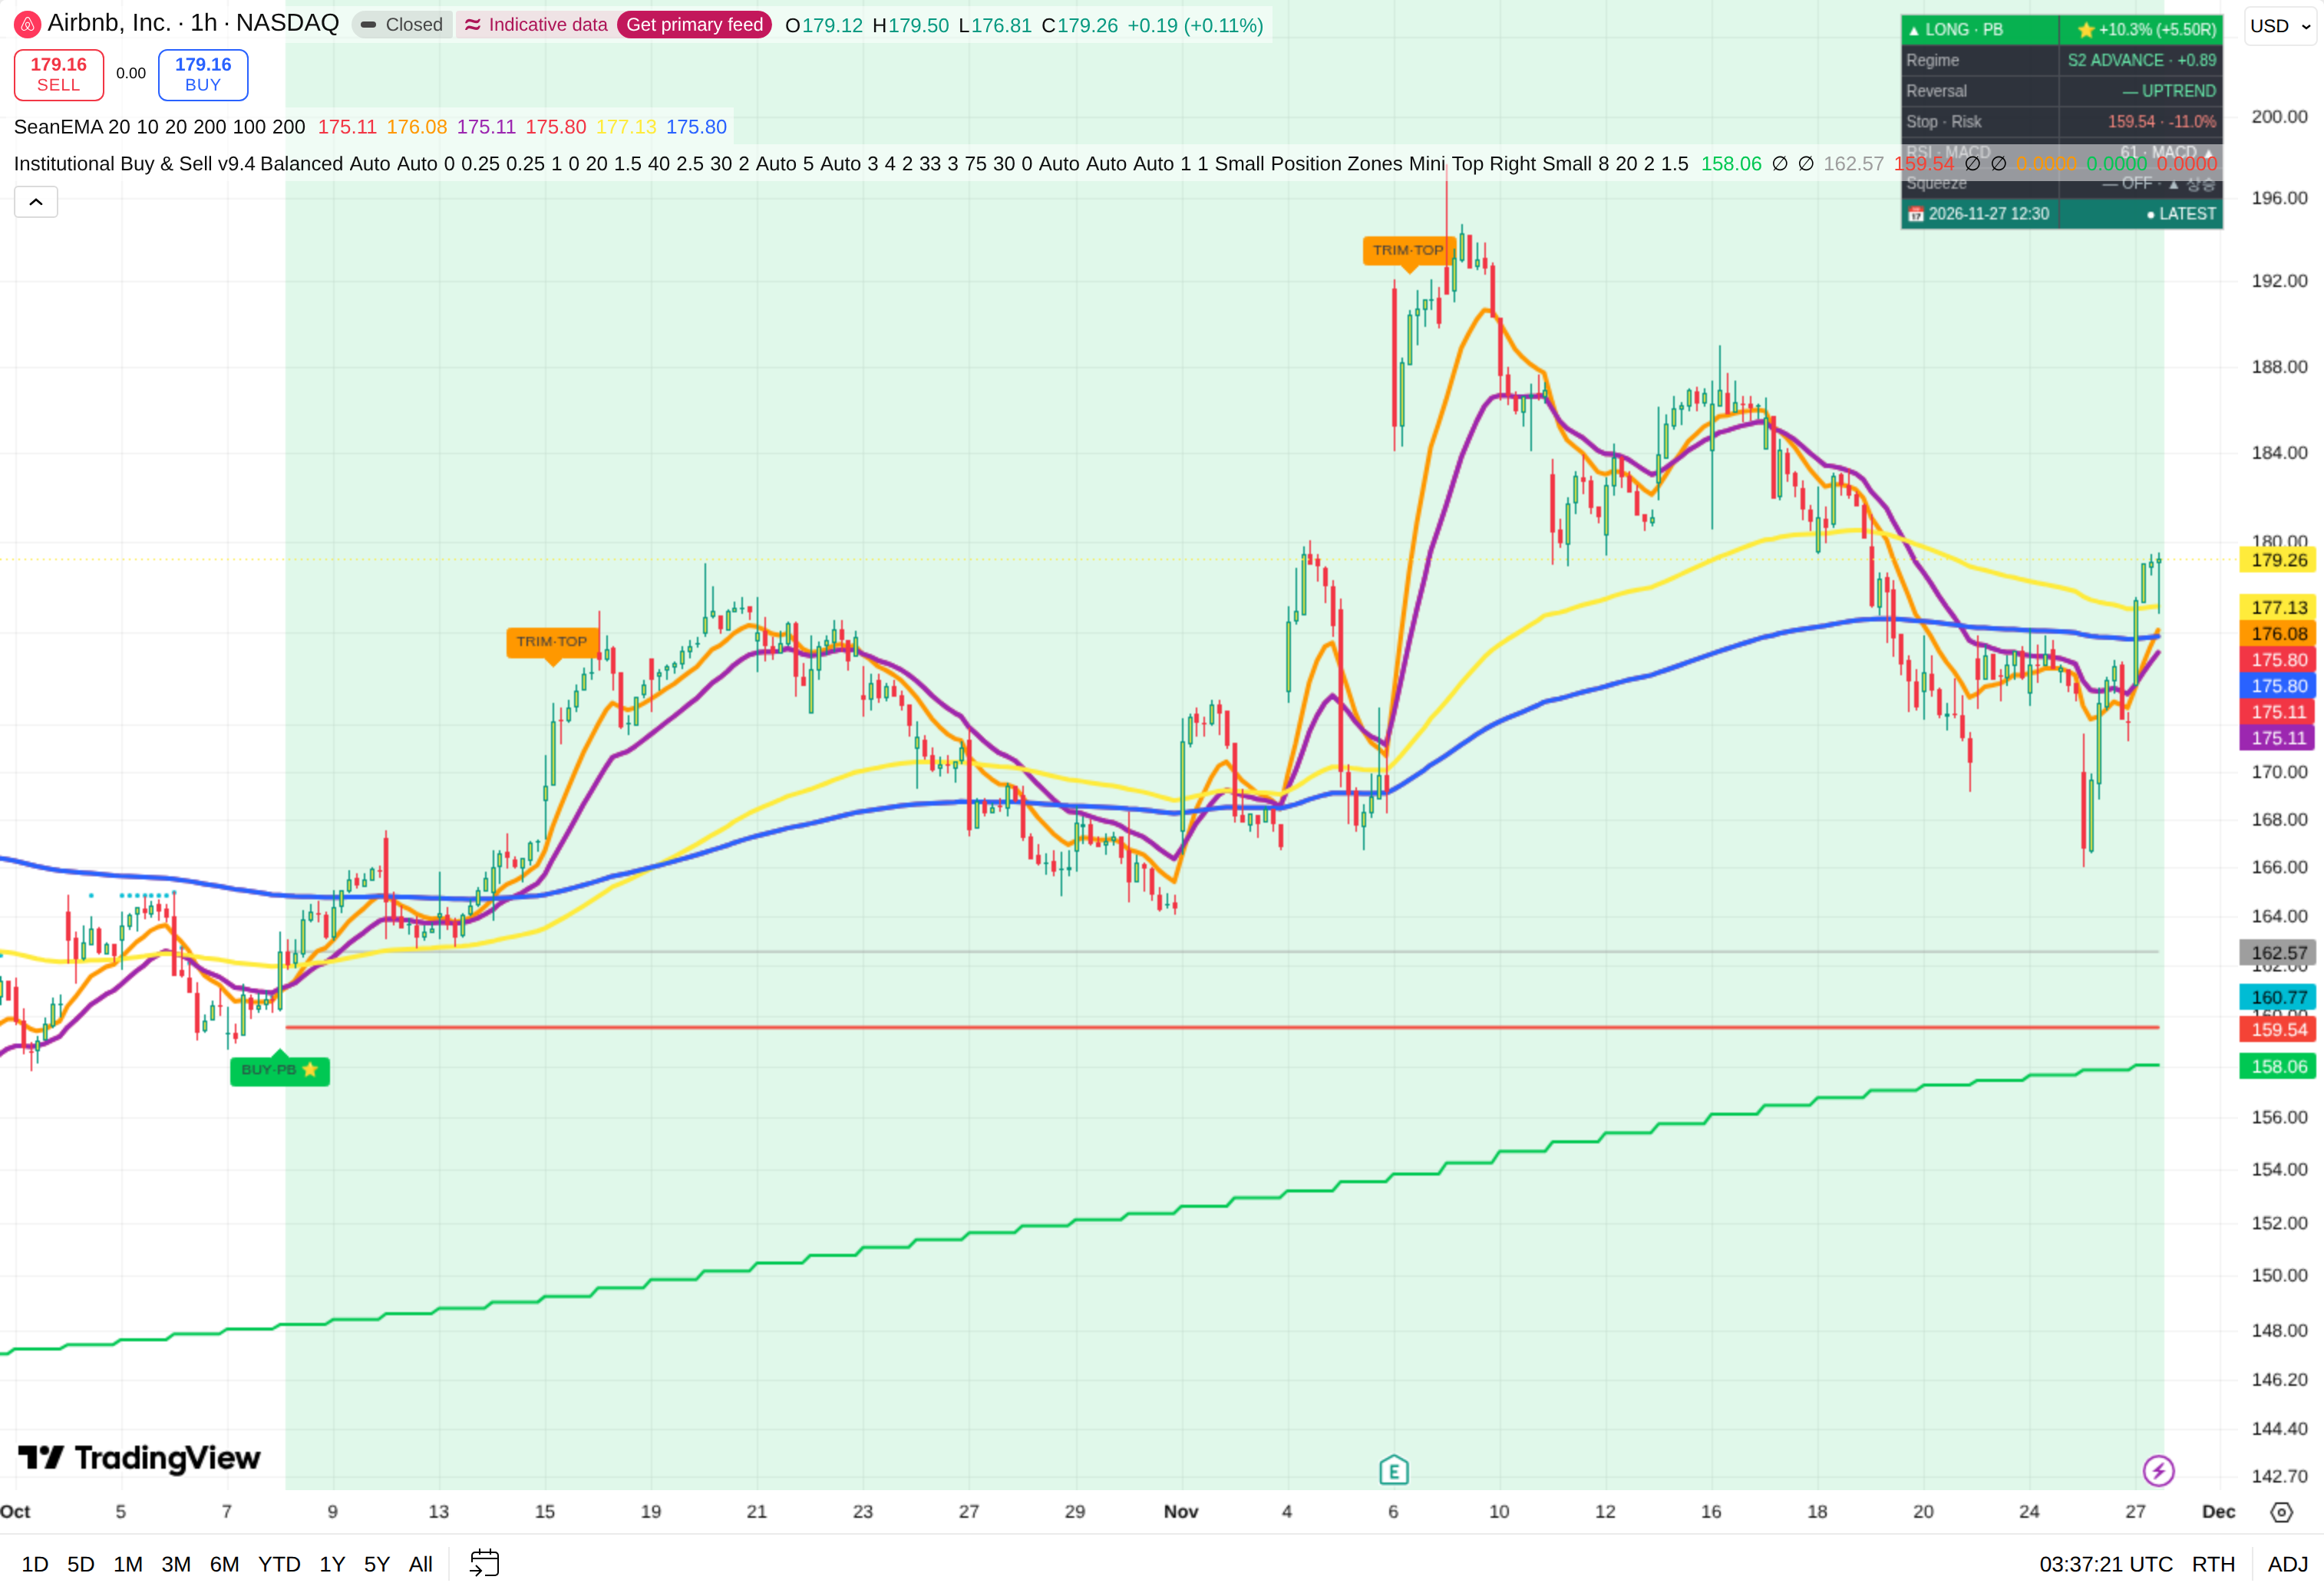 Airbnb, Inc. · 1h · NASDAQ Closed Indicative data Get primary feed O179.12 H179.50 L176.81 C179.26 +0.19 (+0.11%)
179.16 SELL 0.00 179.16 BUY
SeanEMA 20 10 20 200 100 200 175.11 176.08 175.11 175.80 177.13 175.80
Institutional Buy & Sell v9.4 Balanced Auto Auto 0 0.25 0.25 1 0 20 1.5 40 2.5 30 2 Auto 5 Auto 3 4 2 33 3 75 30 0 Auto Auto Auto 1 1 Small Position Zones Mini Top Right Small 8 20 2 1.5 158.06 ∅ ∅ 162.57 159.54 ∅ ∅ 0.0000 0.0000 0.0000
▲ LONG · PB ⭐ +10.3% (+5.50R)
Regime S2 ADVANCE · +0.89
Reversal — UPTREND
Stop · Risk 159.54 · -11.0%
RSI · MACD 61 · MACD ▲
Squeeze — OFF · ▲ 상승
📅 2026-11-27 12:30 ● LATEST
USD
200.00
196.00
192.00
188.00
184.00
180.00
179.26
177.13
176.08
175.80
175.80
175.11
175.11
170.00
168.00
166.00
164.00
162.57
162.00
160.77
159.54
158.06
156.00
154.00
152.00
150.00
148.00
146.20
144.40
142.70
TRIM·TOP
TRIM·TOP
BUY·PB ⭐
E
TradingView
Oct 5 7 9 13 15 19 21 23 27 29 Nov 4 6 10 12 16 18 20 24 27 Dec
1D 5D 1M 3M 6M YTD 1Y 5Y All 03:37:21 UTC RTH ADJ